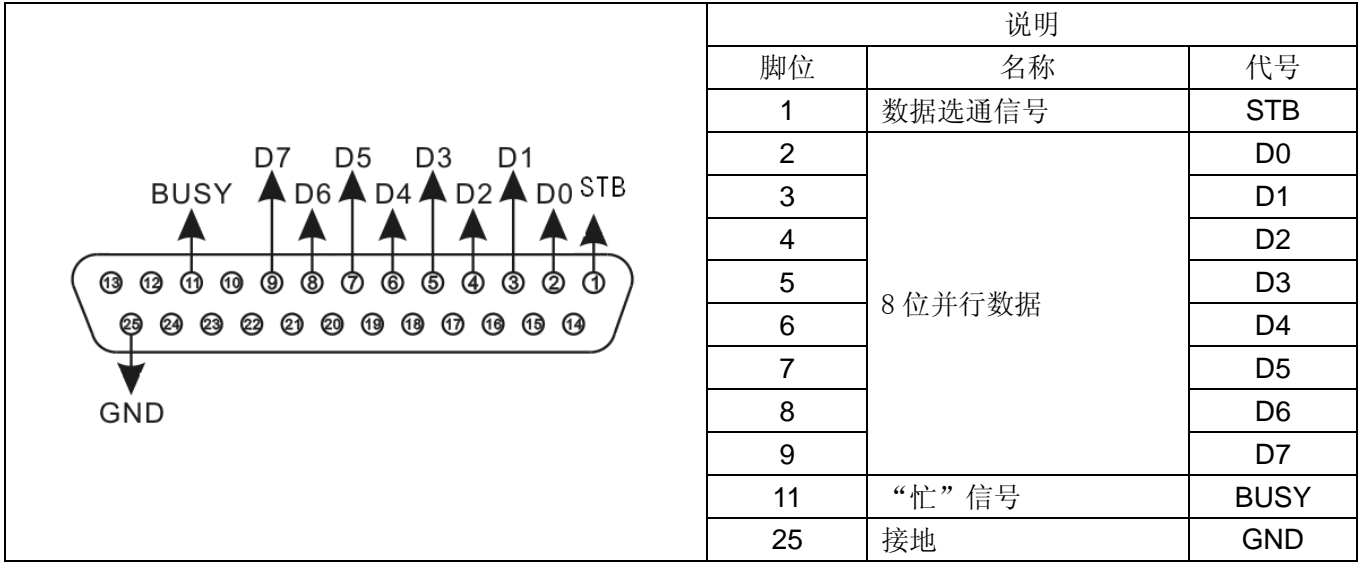 D7 D5 D3 D1
BUSY D6 D4 D2 D0 STB
13 12 11 10 9 8 7 6 5 4 3 2 1
25 24 23 22 21 20 19 18 17 16 15 14
GND
说明
脚位 名称 代号
1 数据选通信号 STB
2 D0
3 D1
4 D2
5 D3
8 位并行数据
6 D4
7 D5
8 D6
9 D7
11 “忙”信号 BUSY
25 接地 GND